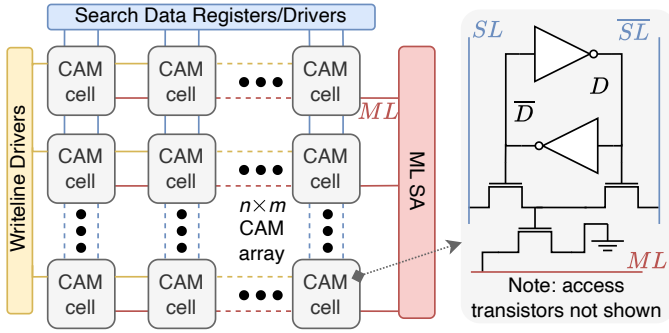 Search Data Registers/Drivers
Writeline Drivers
CAM
cell
CAM
cell
CAM
cell
ML
CAM
cell
CAM
cell
CAM
cell
n×m
CAM
array
CAM
cell
CAM
cell
CAM
cell
ML SA
SL
S̅L̅
D
D̅
ML
Note: access
transistors not shown